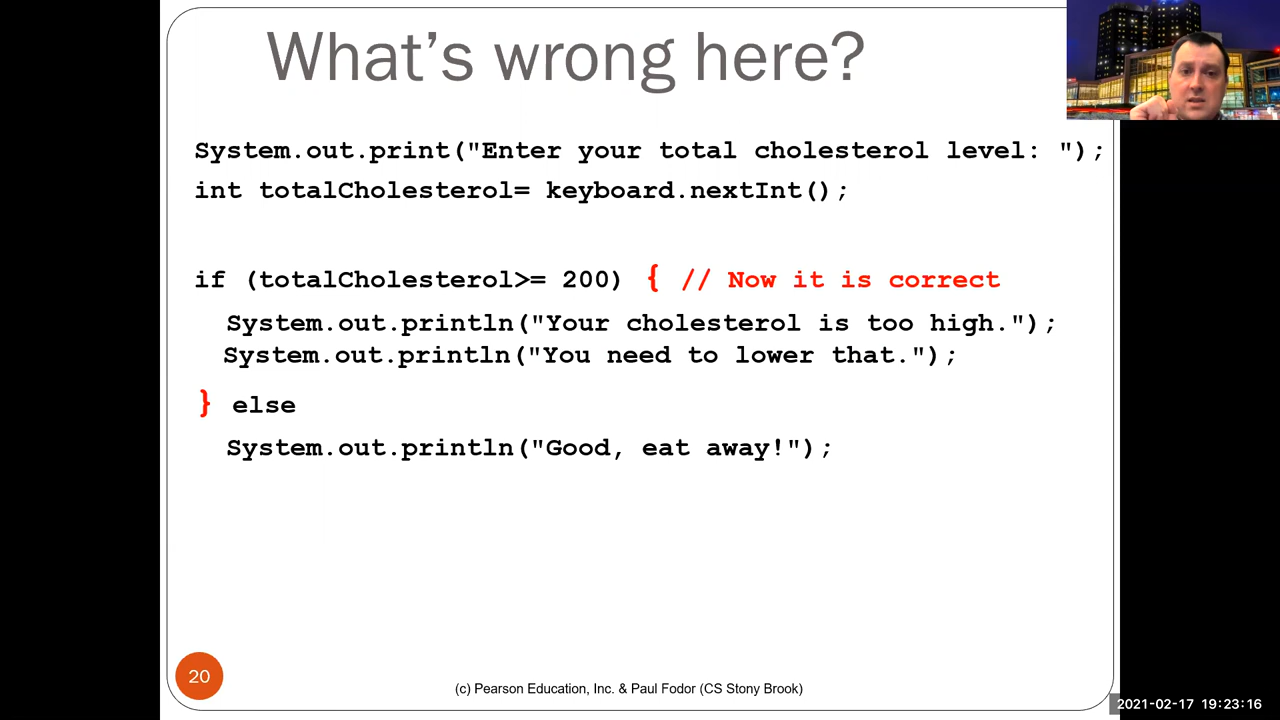 What's wrong here?
System.out.print("Enter your total cholesterol level: ");
int totalCholesterol= keyboard.nextInt();
if (totalCholesterol>= 200) { // Now it is correct
System.out.println("Your cholesterol is too high.");
System.out.println("You need to lower that.");
} else
System.out.println("Good, eat away!");
20
(c) Pearson Education, Inc. & Paul Fodor (CS Stony Brook)
2021-02-17 19:23:16